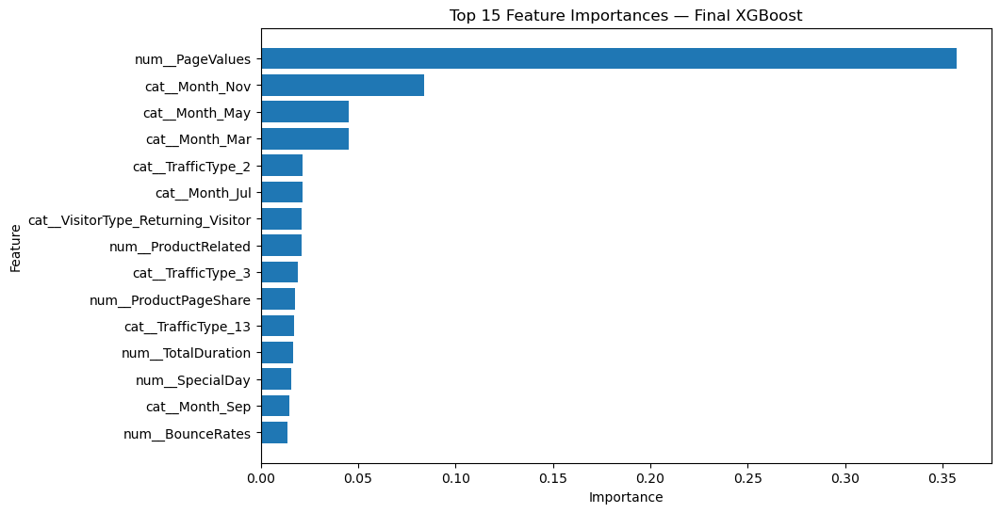 Top 15 Feature Importances — Final XGBoost
Feature
num__PageValues
cat__Month_Nov
cat__Month_May
cat__Month_Mar
cat__TrafficType_2
cat__Month_Jul
cat__VisitorType_Returning_Visitor
num__ProductRelated
cat__TrafficType_3
num__ProductPageShare
cat__TrafficType_13
num__TotalDuration
num__SpecialDay
cat__Month_Sep
num__BounceRates
0.00 0.05 0.10 0.15 0.20 0.25 0.30 0.35
Importance